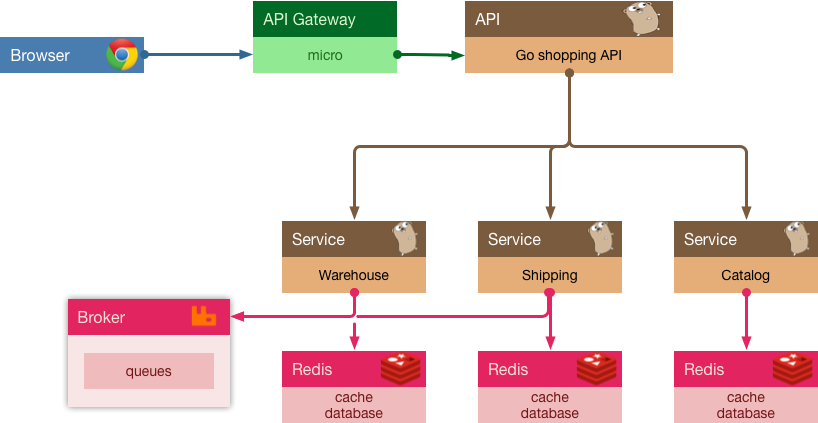 API Gateway
API
Browser
micro
Go shopping API
Service
Service
Service
Warehouse
Shipping
Catalog
Broker
queues
Redis
Redis
Redis
cache
database
cache
database
cache
database